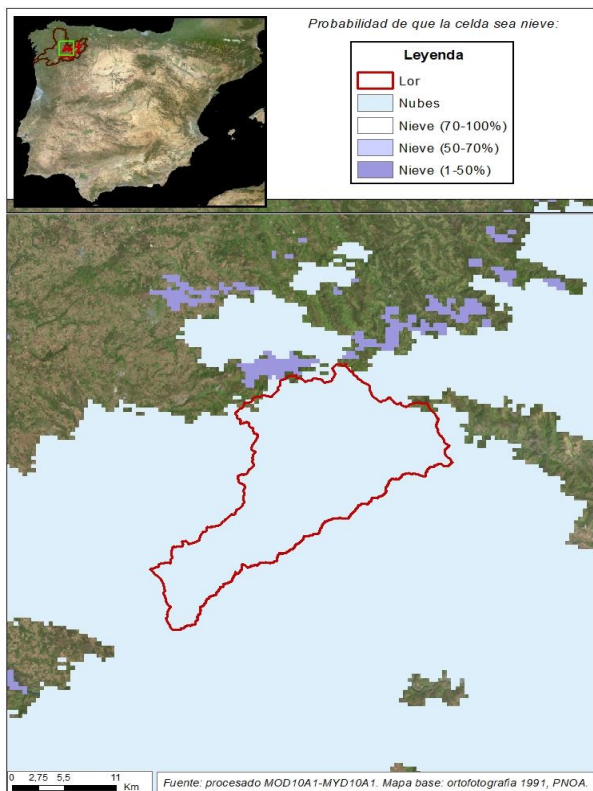 Probabilidad de que la celda sea nieve:
Leyenda
Lor
Nubes
Nieve (70-100%)
Nieve (50-70%)
Nieve (1-50%)
0 2,75 5,5 11
Km
Fuente: procesado MOD10A1-MYD10A1. Mapa base: ortofotografía 1991, PNOA.